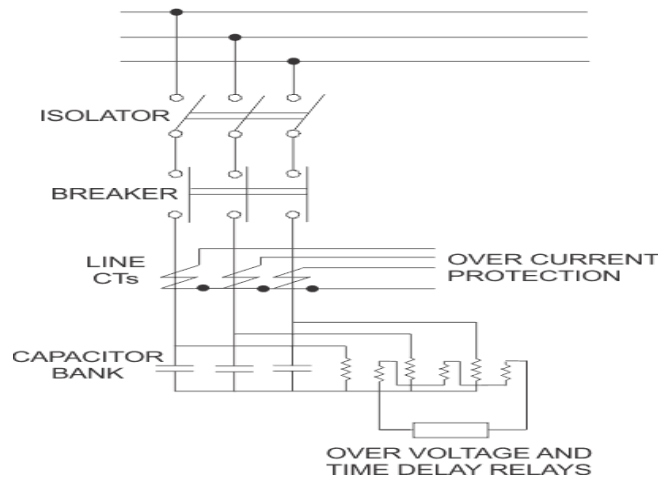 ISOLATOR
BREAKER
LINE
CTs
OVER CURRENT
PROTECTION
CAPACITOR
BANK
OVER VOLTAGE AND
TIME DELAY RELAYS